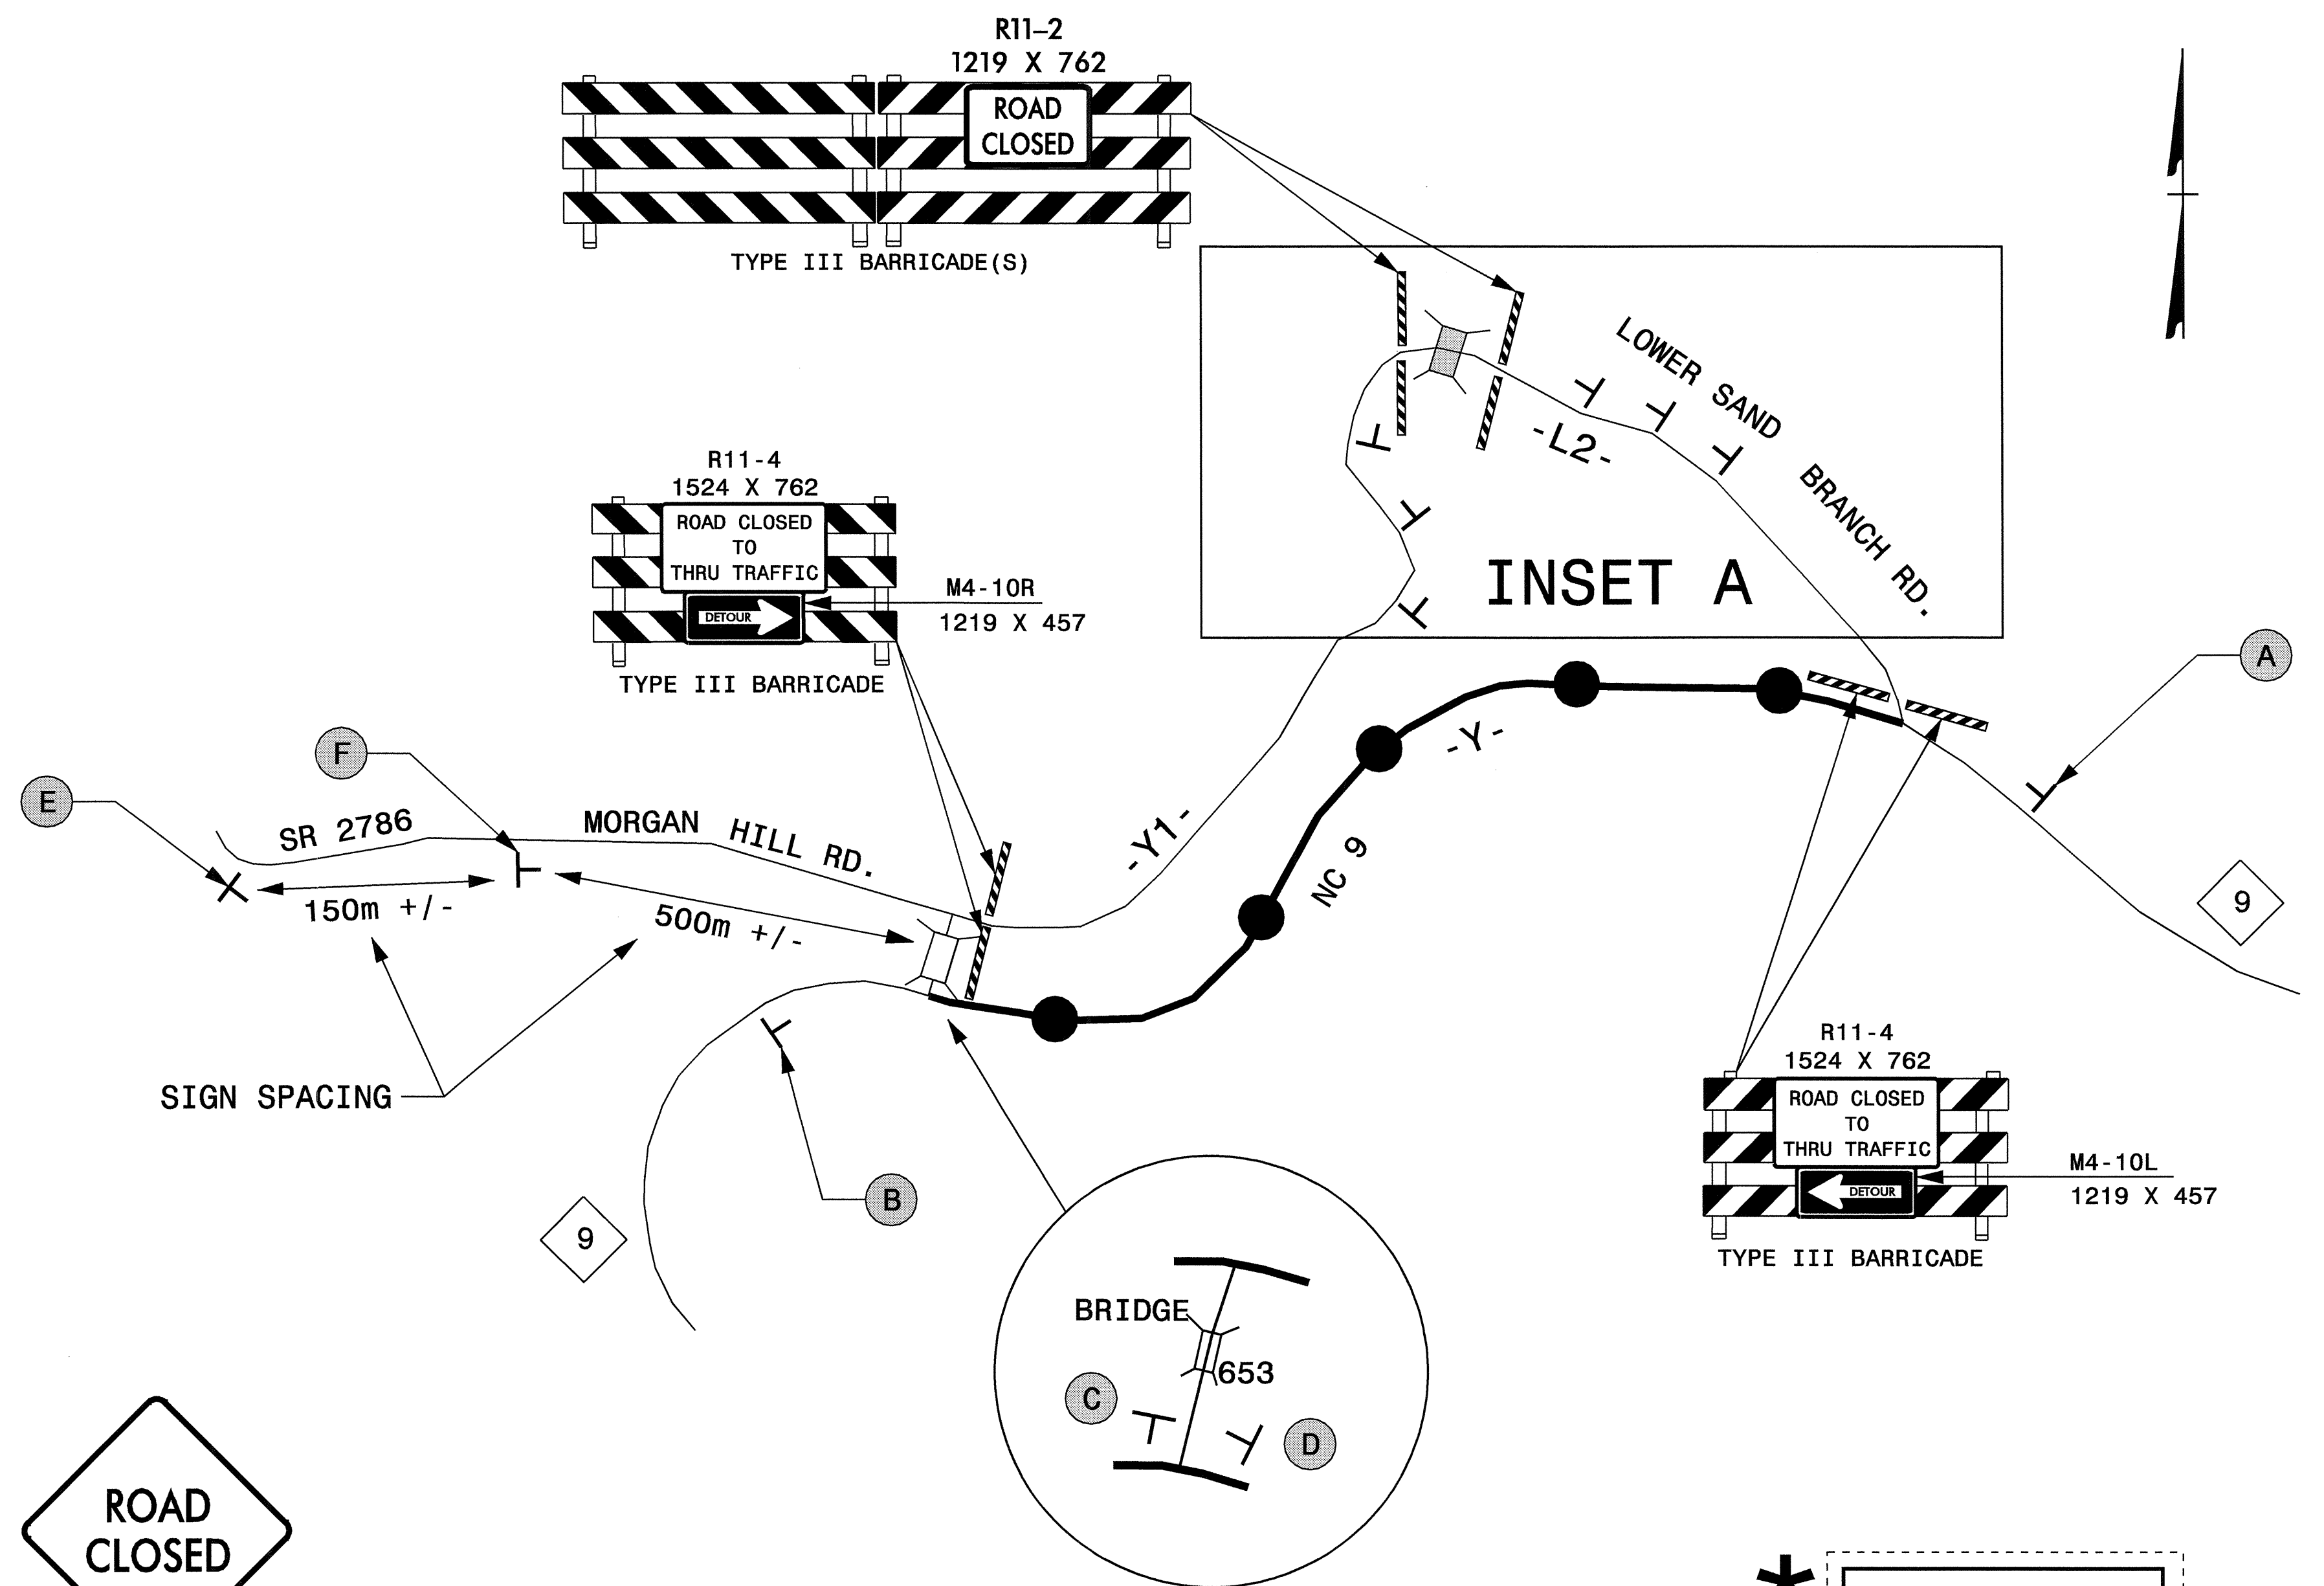 R11-2
1219 X 762
ROAD
CLOSED
TYPE III BARRICADE(S)
LOWER SAND BRANCH RD.
-L2-
INSET A
R11-4
1524 X 762
ROAD CLOSED
TO
THRU TRAFFIC
DETOUR
M4-10R
1219 X 457
TYPE III BARRICADE
A
F
E
SR 2786
MORGAN HILL RD.
-Y1-
-Y-
NC 9
9
150m +/-
500m +/-
SIGN SPACING
B
9
R11-4
1524 X 762
ROAD CLOSED
TO
THRU TRAFFIC
DETOUR
M4-10L
1219 X 457
TYPE III BARRICADE
BRIDGE
653
C
D
ROAD
CLOSED